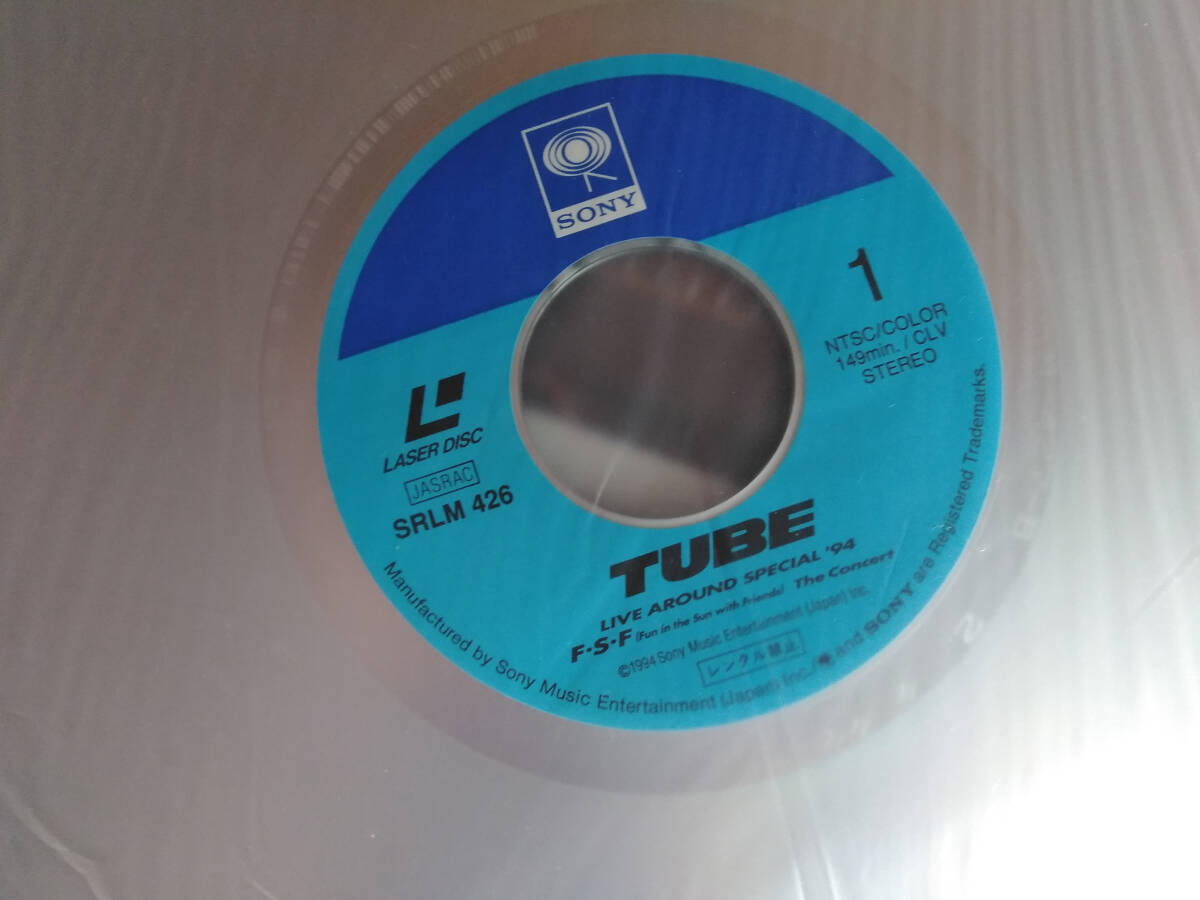 SONY
1
NTSC/COLOR
149min./CLV
STEREO
LASER DISC
JASRAC
SRLM 426
TUBE
LIVE AROUND SPECIAL '94
F・S・F (Fun in the Sun with Friends) The Concert
©1994 Sony Music Entertainment (Japan) Inc.
レンタル禁止
Manufactured by Sony Music Entertainment (Japan) Inc. and SONY are Registered Trademarks.